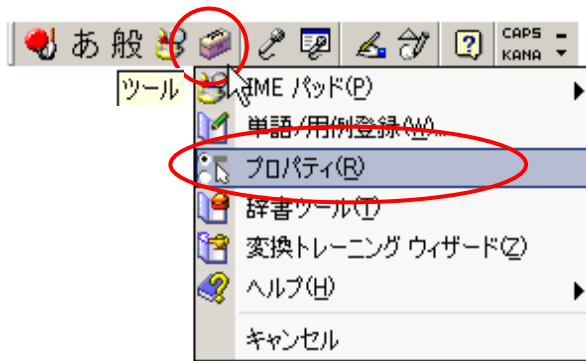 あ 般 CAPS
KANA
ツール
IME パッド(P)
単語/用例登録(W)...
プロパティ(R)
辞書ツール(T)
変換トレーニング ウィザード(Z)
ヘルプ(H)
キャンセル